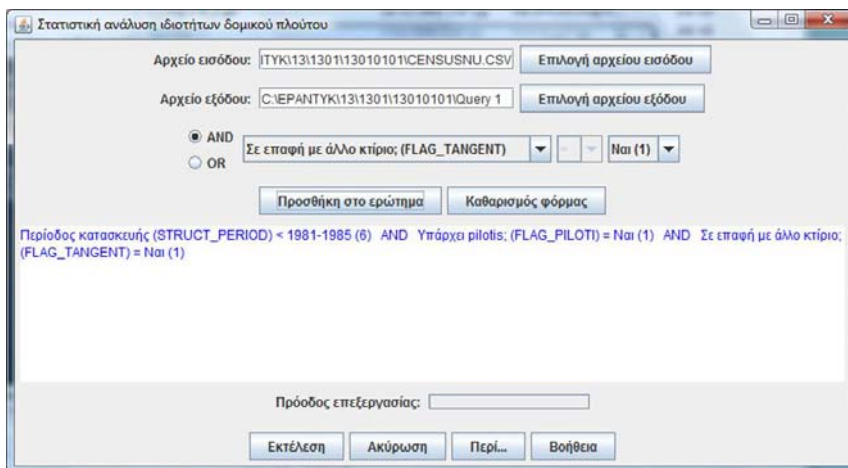 Στατιστική ανάλυση ιδιοτήτων δομικού πλούτου
Αρχείο εισόδου: ITYK\13\1301\13010101\CENSUSNU.CSV Επιλογή αρχείου εισόδου
Αρχείο εξόδου: C:\EPANTYK\13\1301\13010101\Query 1 Επιλογή αρχείου εξόδου
AND
OR
Σε επαφή με άλλο κτίριο; (FLAG_TANGENT) Ναι (1)
Προσθήκη στο ερώτημα Καθαρισμός φόρμας
Περίοδος κατασκευής (STRUCT_PERIOD) < 1981-1985 (6) AND Υπάρχει pilotis; (FLAG_PILOTI) = Ναι (1) AND Σε επαφή με άλλο κτίριο;
(FLAG_TANGENT) = Ναι (1)
Πρόοδος επεξεργασίας:
Εκτέλεση Ακύρωση Περί... Βοήθεια